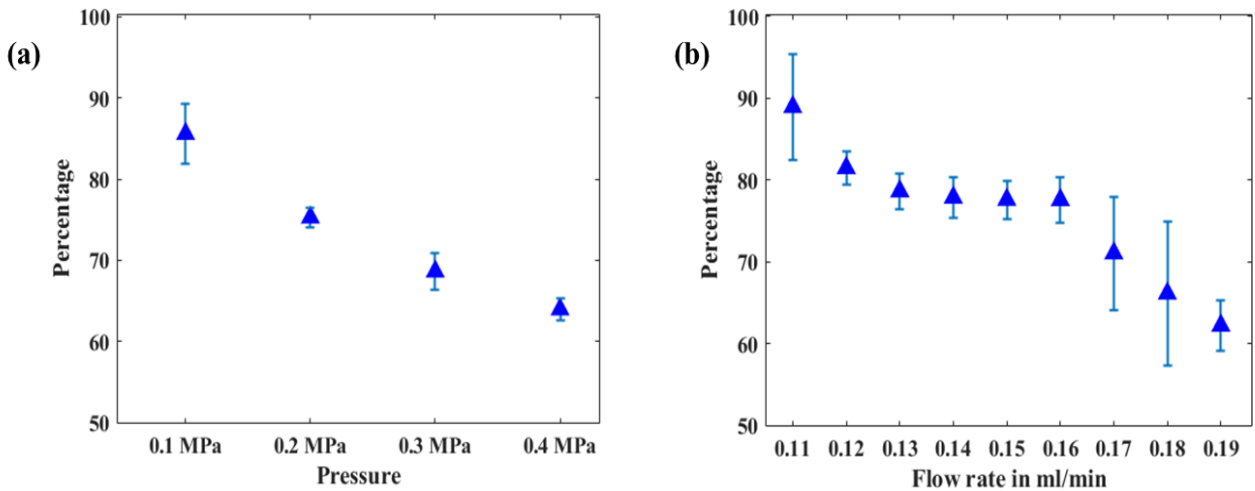 (a)
100
90
80
70
60
50
Percentage
0.1 MPa 0.2 MPa 0.3 MPa 0.4 MPa
Pressure
(b)
100
90
80
70
60
50
Percentage
0.11 0.12 0.13 0.14 0.15 0.16 0.17 0.18 0.19
Flow rate in ml/min